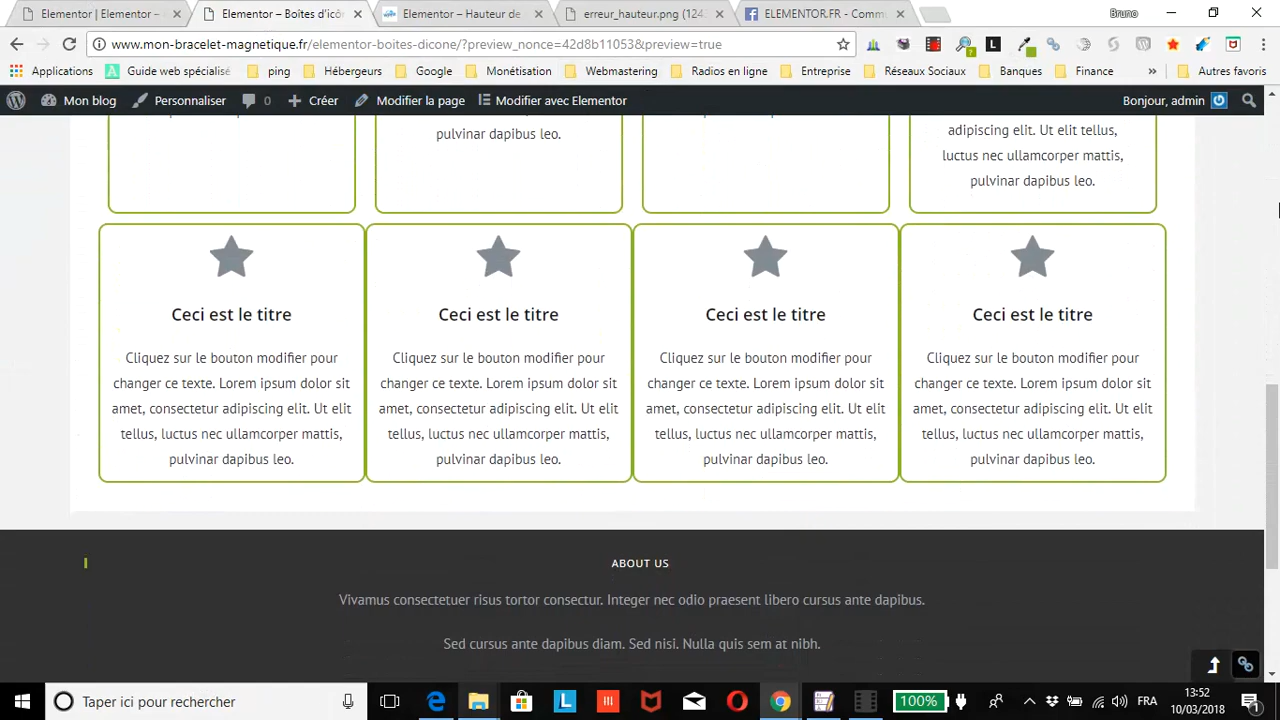 Elementor | Elementor –
Elementor – Boîtes d'icôr
Elementor – Hauteur de
erreur_hauteur.png (124
ELEMENTOR.FR - Comm
Bruno
www.mon-bracelet-magnetique.fr/elementor-boites-dicone/?preview_nonce=42d8b11053&preview=true
Applications
Guide web spécialisé
ping
Hébergeurs
Google
Monétisation
Webmastering
Radios en ligne
Entreprise
Réseaux Sociaux
Banques
Finance
»
Autres favoris
Mon blog
Personnaliser
0
Créer
Modifier la page
Modifier avec Elementor
Bonjour, admin
pulvinar dapibus leo.
adipiscing elit. Ut elit tellus,
luctus nec ullamcorper mattis,
pulvinar dapibus leo.
Ceci est le titre
Cliquez sur le bouton modifier pour
changer ce texte. Lorem ipsum dolor sit
amet, consectetur adipiscing elit. Ut elit
tellus, luctus nec ullamcorper mattis,
pulvinar dapibus leo.
Ceci est le titre
Cliquez sur le bouton modifier pour
changer ce texte. Lorem ipsum dolor sit
amet, consectetur adipiscing elit. Ut elit
tellus, luctus nec ullamcorper mattis,
pulvinar dapibus leo.
Ceci est le titre
Cliquez sur le bouton modifier pour
changer ce texte. Lorem ipsum dolor sit
amet, consectetur adipiscing elit. Ut elit
tellus, luctus nec ullamcorper mattis,
pulvinar dapibus leo.
Ceci est le titre
Cliquez sur le bouton modifier pour
changer ce texte. Lorem ipsum dolor sit
amet, consectetur adipiscing elit. Ut elit
tellus, luctus nec ullamcorper mattis,
pulvinar dapibus leo.
ABOUT US
Vivamus consectetuer risus tortor consectur. Integer nec odio praesent libero cursus ante dapibus.
Sed cursus ante dapibus diam. Sed nisi. Nulla quis sem at nibh.
Taper ici pour rechercher
100%
FRA
13:52
10/03/2018